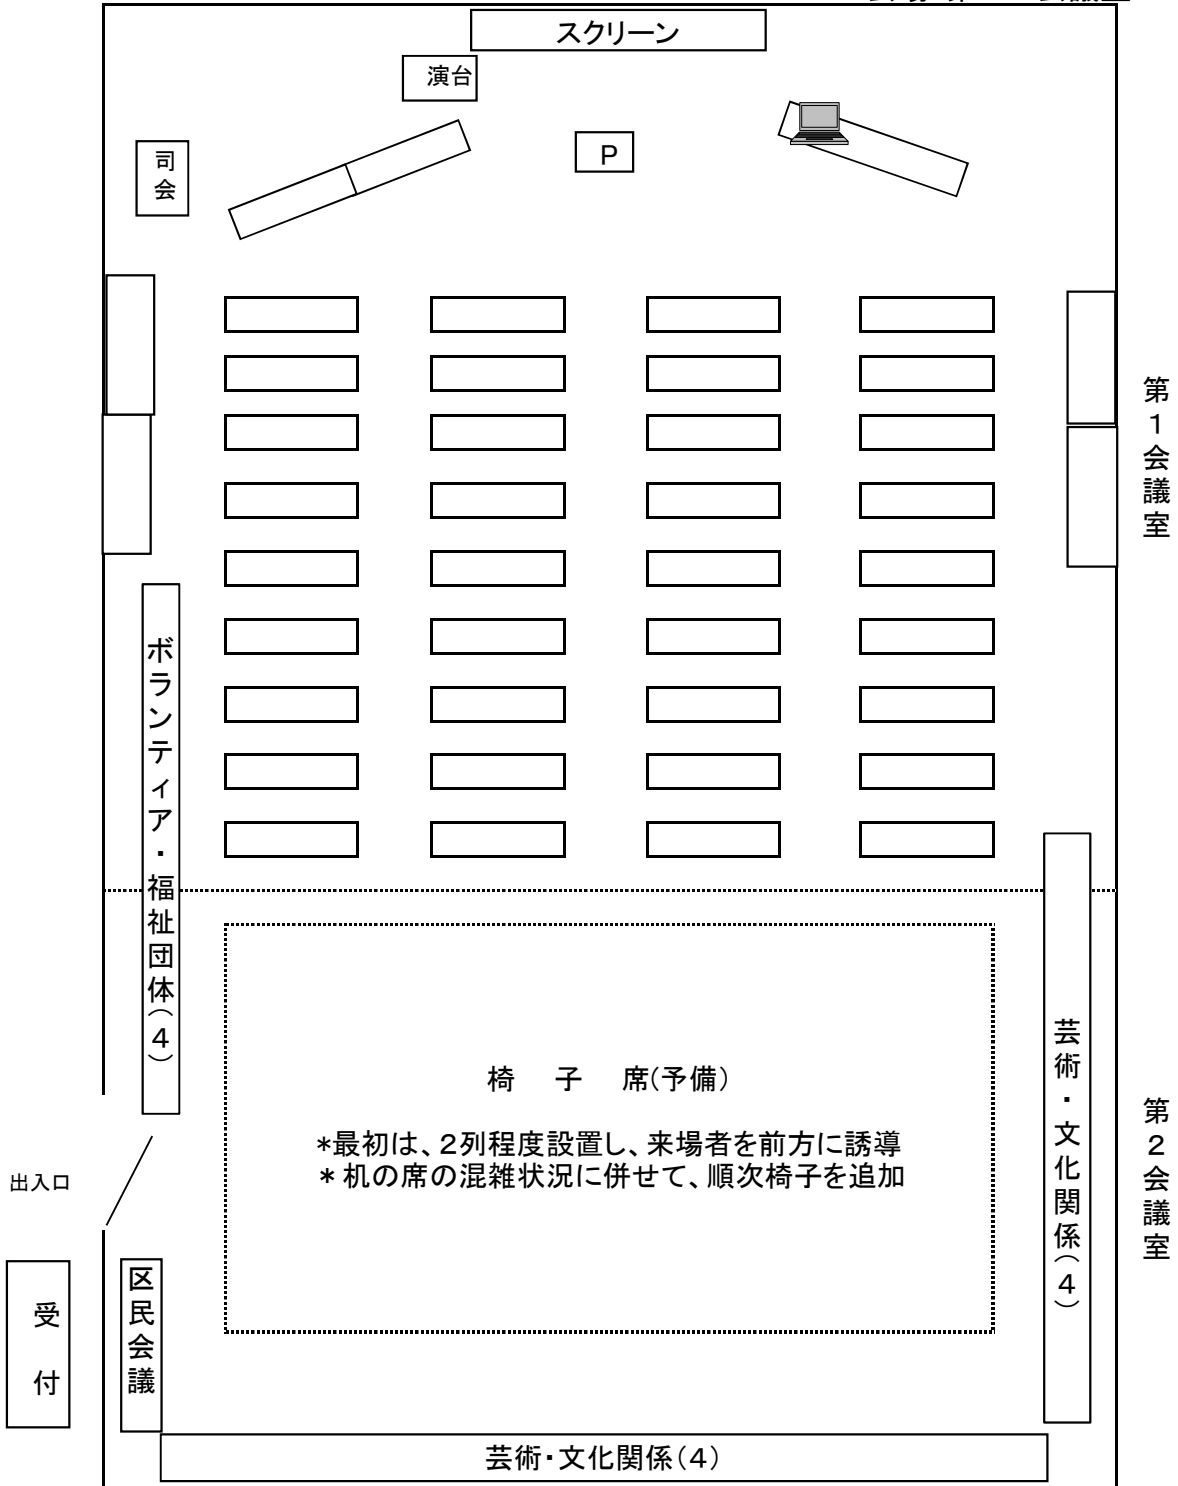 スクリーン
演台
司会
P
第1会議室
ボランティア・福祉団体(4)
椅 子 席(予備)
*最初は、2列程度設置し、来場者を前方に誘導
*机の席の混雑状況に併せて、順次椅子を追加
芸術・文化関係(4)
第2会議室
出入口
受 付
区民会議
芸術・文化関係(4)